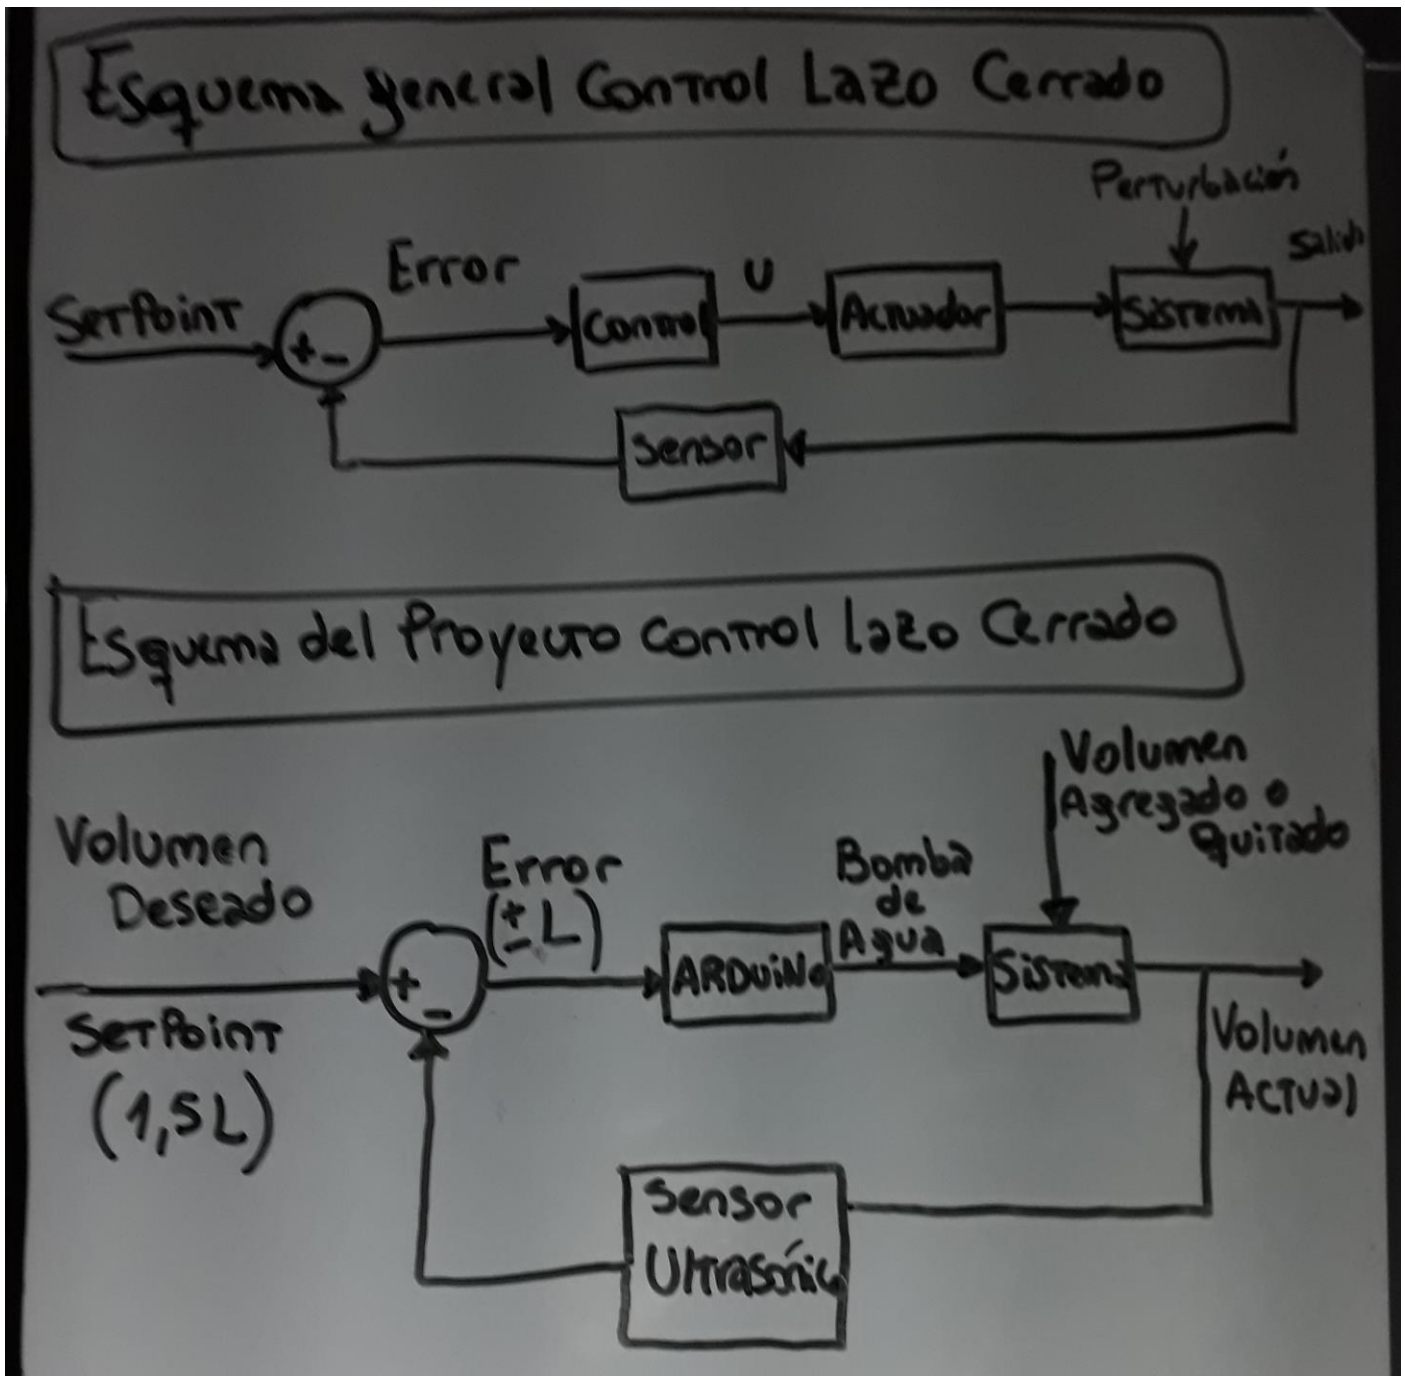 Esquema general Control Lazo Cerrado
Perturbación
Salida
Error
U
SetPoint
+ -
Control
Actuador
Sistema
Sensor
Esquema del Proyecto Control lazo Cerrado
Volumen
Agregado o
Quitado
Volumen
Deseado
Error
(± L)
Bomba
de
Agua
+
-
ARDUiNo
Sistema
SetPoint
(1,5L)
Volumen
Actual
Sensor
Ultrasónico